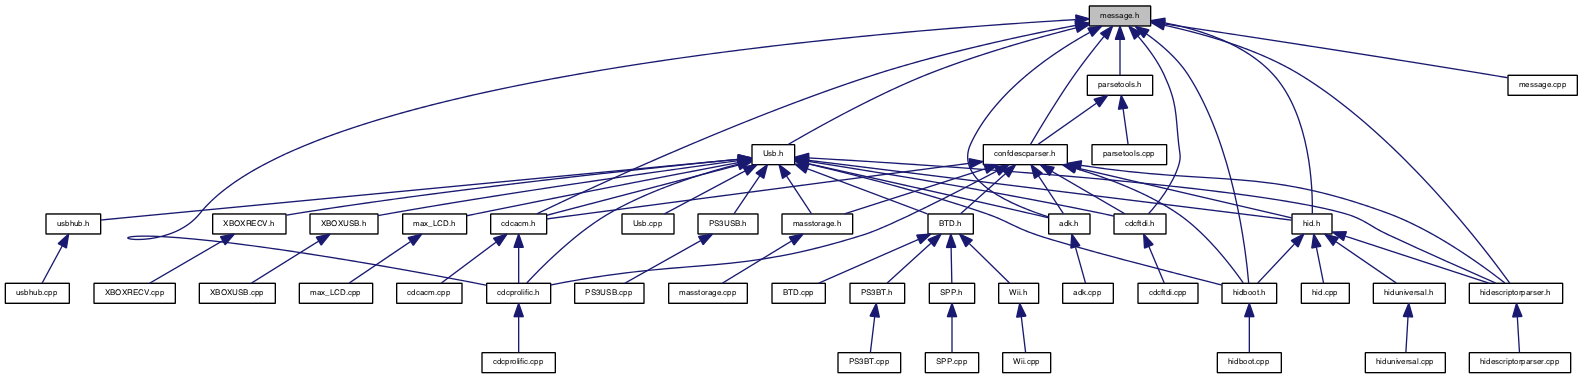 message.h
parsetools.h
message.cpp
Usb.h
confdescparser.h
parsetools.cpp
usbhub.h
XBOXRECV.h
XBOXUSB.h
max_LCD.h
cdcacm.h
Usb.cpp
PS3USB.h
masstorage.h
BTD.h
adk.h
cdcftdi.h
hid.h
usbhub.cpp
XBOXRECV.cpp
XBOXUSB.cpp
max_LCD.cpp
cdcacm.cpp
cdcprolific.h
PS3USB.cpp
masstorage.cpp
BTD.cpp
PS3BT.h
SPP.h
Wii.h
adk.cpp
cdcftdi.cpp
hidboot.h
hid.cpp
hiduniversal.h
hidescriptorparser.h
cdcprolific.cpp
PS3BT.cpp
SPP.cpp
Wii.cpp
hidboot.cpp
hiduniversal.cpp
hidescriptorparser.cpp